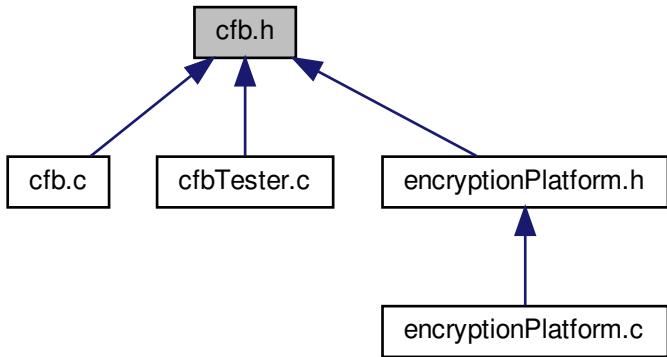 cfb.h
cfb.c
cfbTester.c
encryptionPlatform.h
encryptionPlatform.c